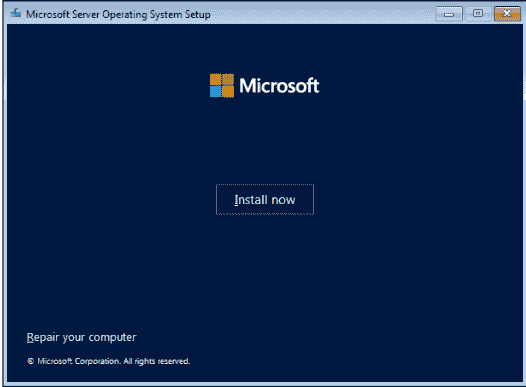 Microsoft Server Operating System Setup
Microsoft
Install now
Repair your computer
© Microsoft Corporation. All rights reserved.